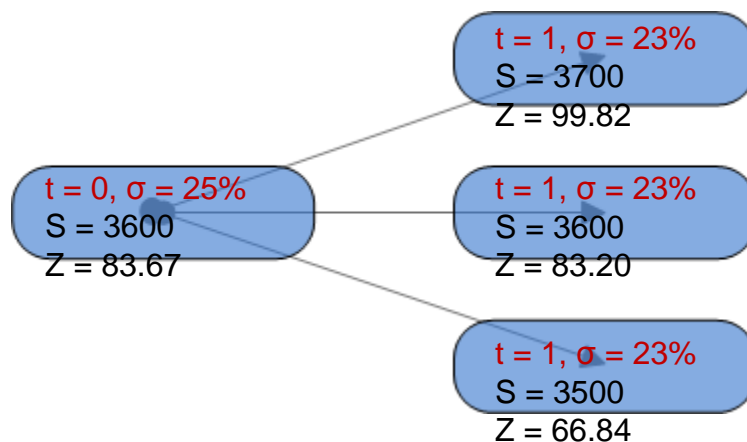 t = 1, σ = 23%
S = 3700
Z = 99.82
t = 0, σ = 25%
S = 3600
Z = 83.67
t = 1, σ = 23%
S = 3600
Z = 83.20
t = 1, σ = 23%
S = 3500
Z = 66.84